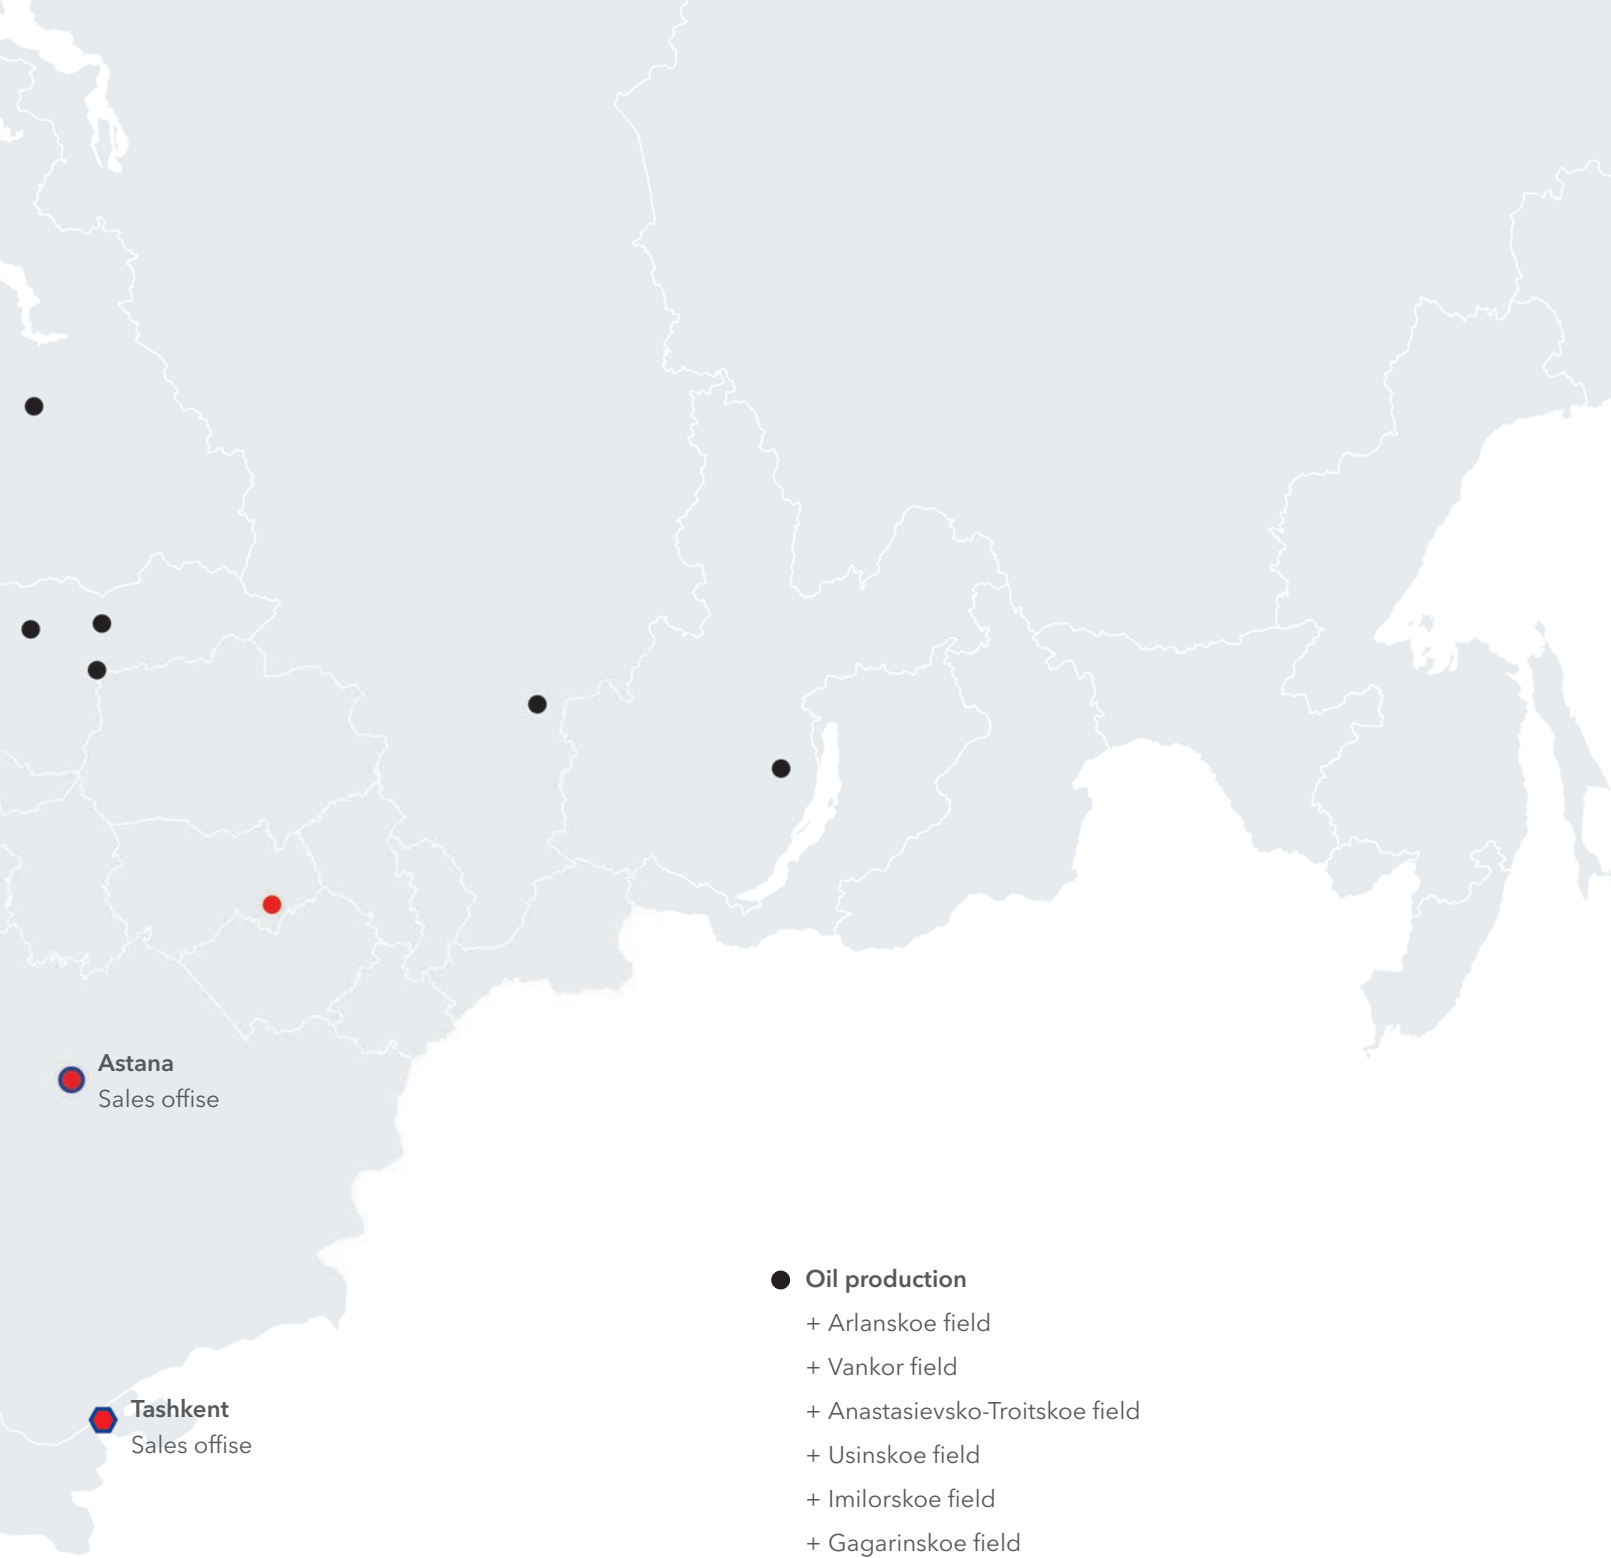 Astana
Sales offise
Tashkent
Sales offise
Oil production
+ Arlanskoe field
+ Vankor field
+ Anastasievsko-Troitskoe field
+ Usinskoe field
+ Imilorskoe field
+ Gagarinskoe field